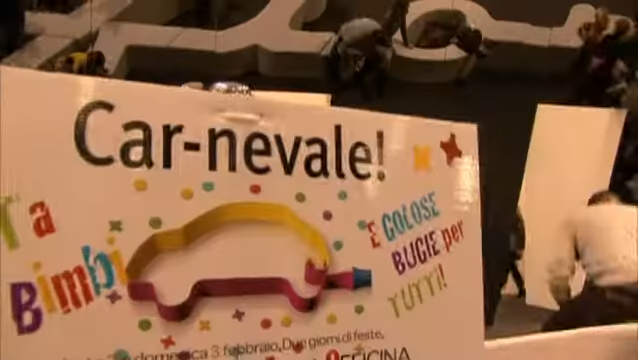 Car-nevale!
a
Bimbi
E GOLOSE
BUGIE per
TUTTI!
domenica 3 febbraio, Due giorni di feste,
OFFICINA